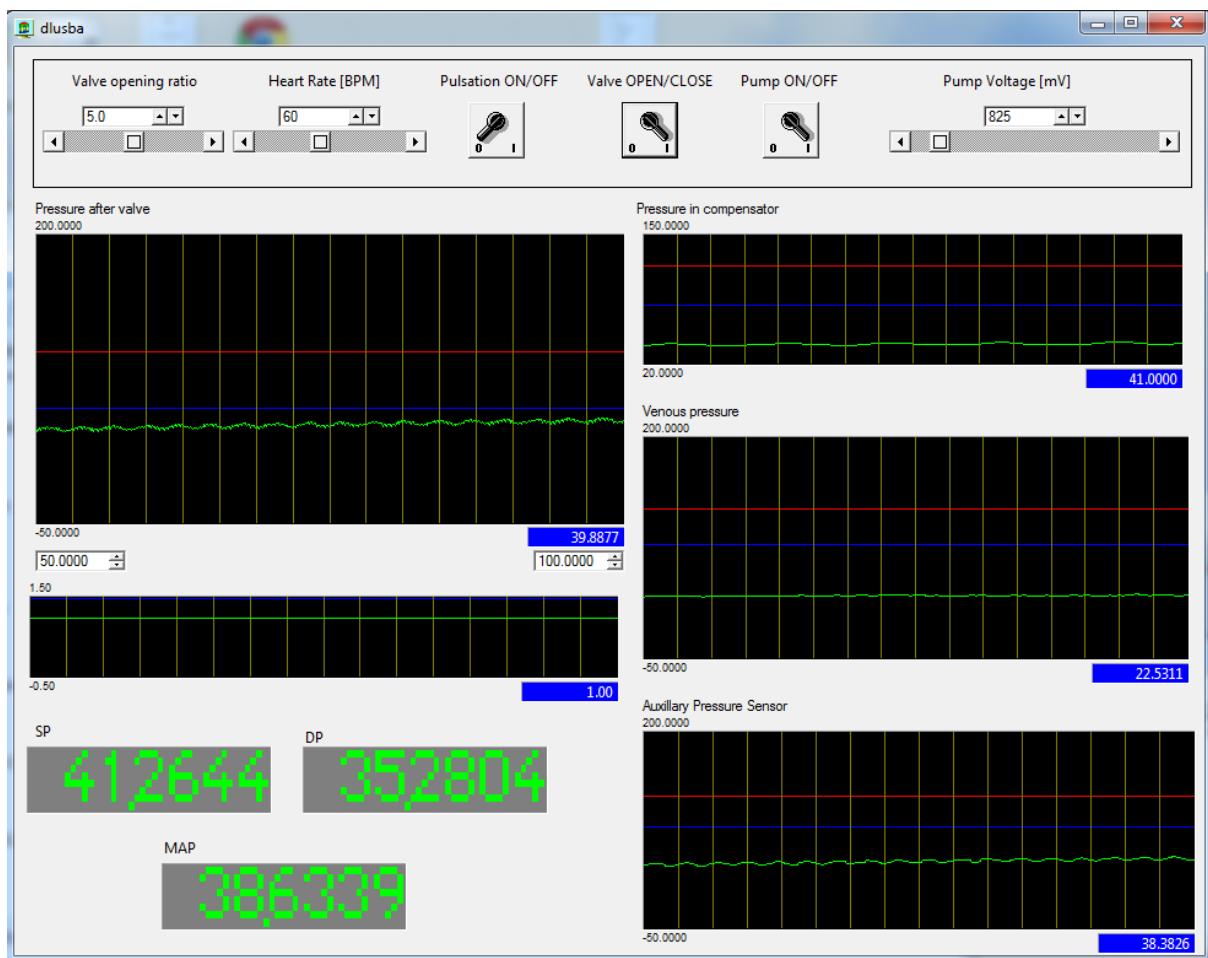 dlusba
Valve opening ratio
Heart Rate [BPM]
Pulsation ON/OFF
Valve OPEN/CLOSE
Pump ON/OFF
Pump Voltage [mV]
5.0
60
0 I
0 I
0 I
825
Pressure after valve
200.0000
-50.0000
39.8877
50.0000
100.0000
1.50
-0.50
1.00
SP
41,2644
DP
35,2804
MAP
38,6339
Pressure in compensator
150.0000
20.0000
41.0000
Venous pressure
200.0000
-50.0000
22.5311
Auxillary Pressure Sensor
200.0000
-50.0000
38.3826